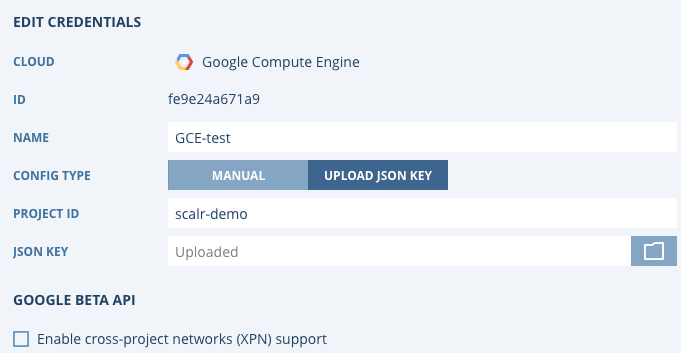 EDIT CREDENTIALS
CLOUD Google Compute Engine
ID fe9e24a671a9
NAME GCE-test
CONFIG TYPE MANUAL UPLOAD JSON KEY
PROJECT ID scalr-demo
JSON KEY Uploaded
GOOGLE BETA API
Enable cross-project networks (XPN) support